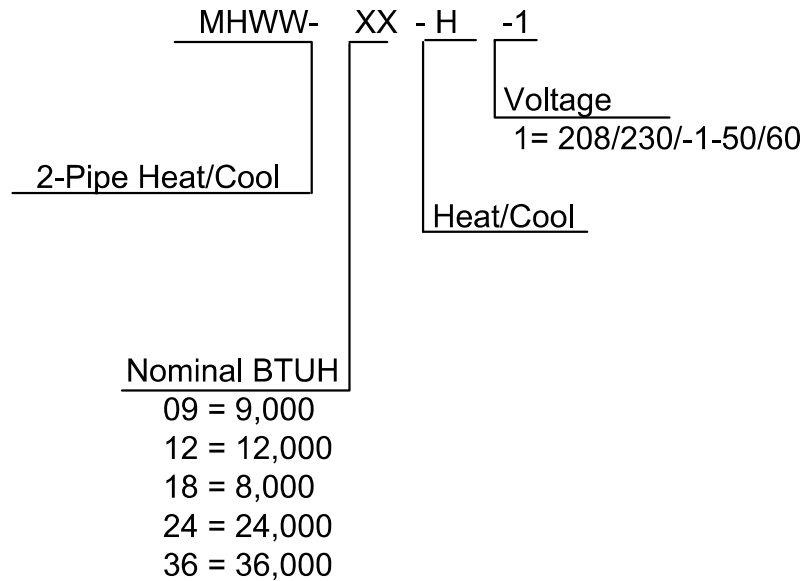 MHWW- XX - H -1
Voltage
1= 208/230/-1-50/60
2-Pipe Heat/Cool
Heat/Cool
Nominal BTUH
09 = 9,000
12 = 12,000
18 = 8,000
24 = 24,000
36 = 36,000